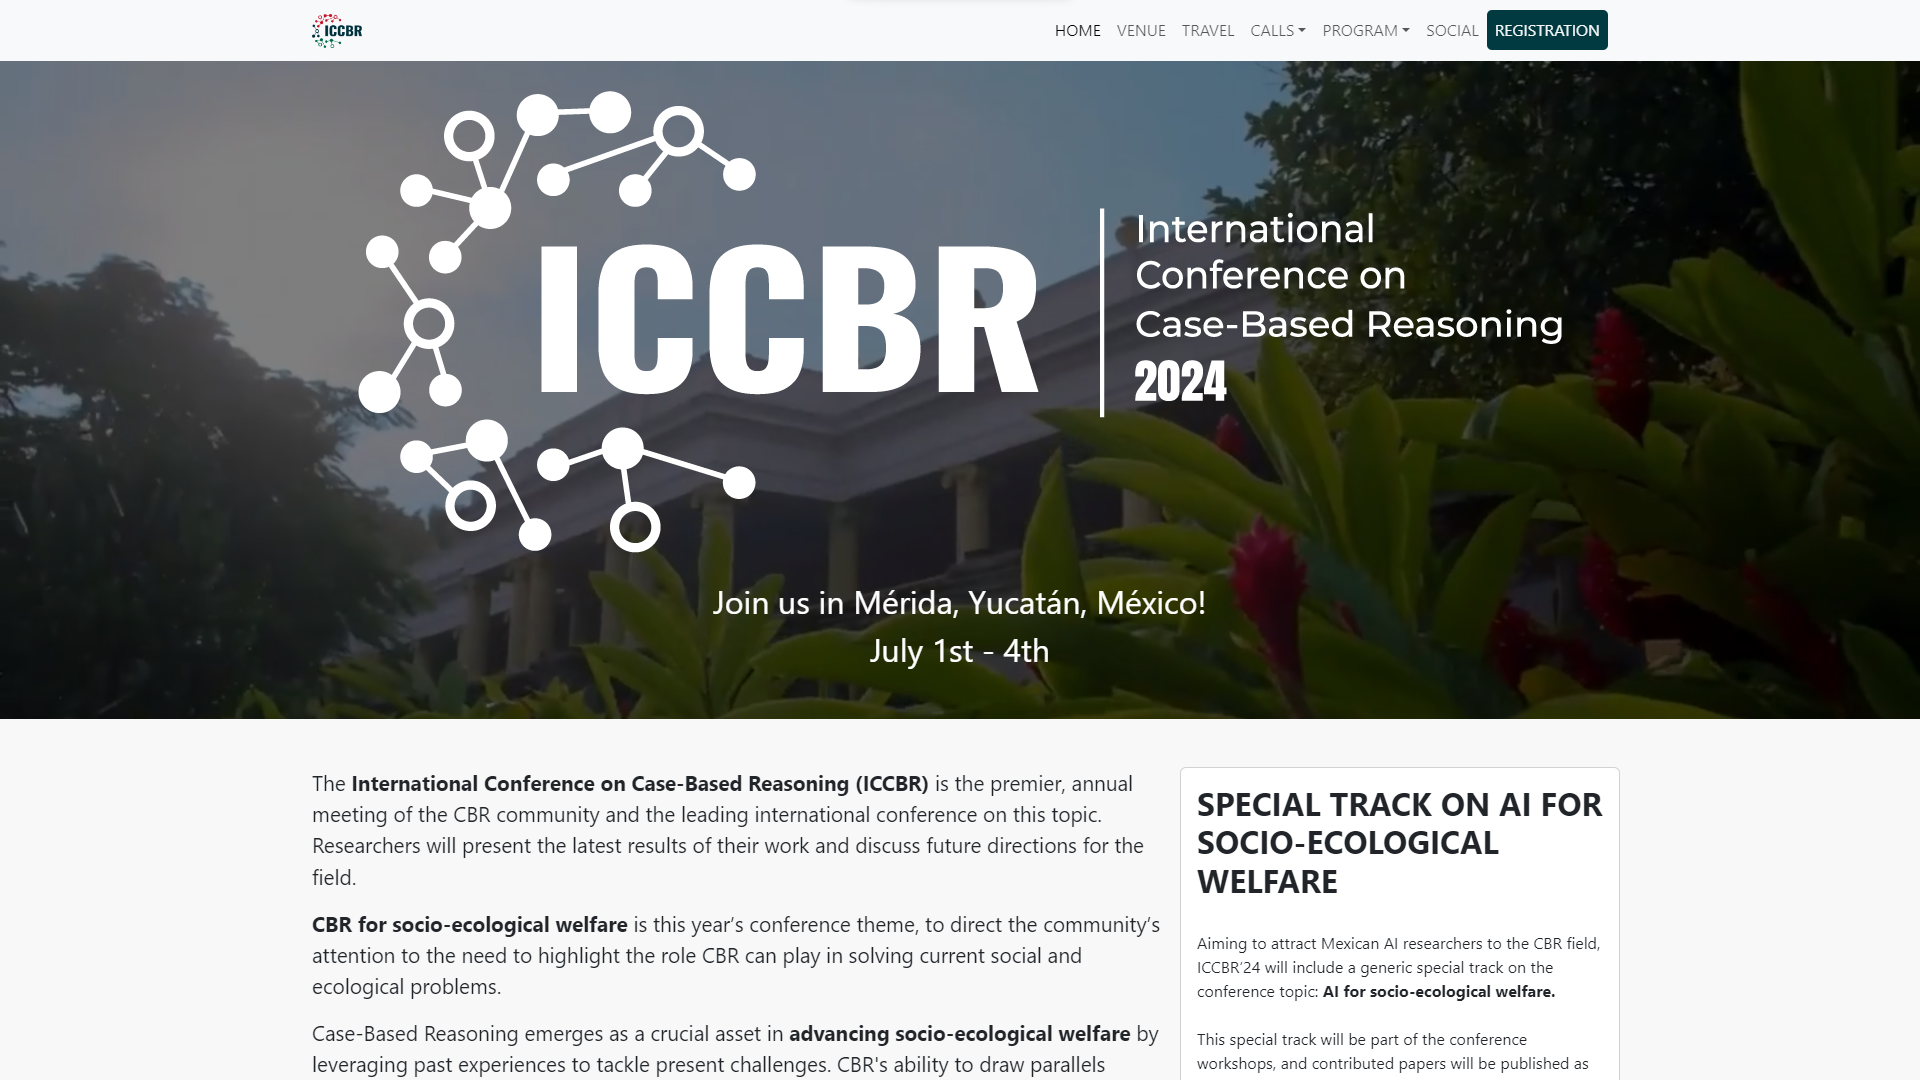 ICCBR
HOME
VENUE
TRAVEL
CALLS
PROGRAM
SOCIAL
REGISTRATION
ICCBR
International
Conference on
Case-Based Reasoning
2024
Join us in Mérida, Yucatán, México!
July 1st - 4th
The International Conference on Case-Based Reasoning (ICCBR) is the premier, annual
meeting of the CBR community and the leading international conference on this topic.
Researchers will present the latest results of their work and discuss future directions for the
field.
CBR for socio-ecological welfare is this year’s conference theme, to direct the community’s
attention to the need to highlight the role CBR can play in solving current social and
ecological problems.
Case-Based Reasoning emerges as a crucial asset in advancing socio-ecological welfare by
leveraging past experiences to tackle present challenges. CBR's ability to draw parallels
SPECIAL TRACK ON AI FOR
SOCIO-ECOLOGICAL
WELFARE
Aiming to attract Mexican AI researchers to the CBR field,
ICCBR’24 will include a generic special track on the
conference topic: AI for socio-ecological welfare.
This special track will be part of the conference
workshops, and contributed papers will be published as